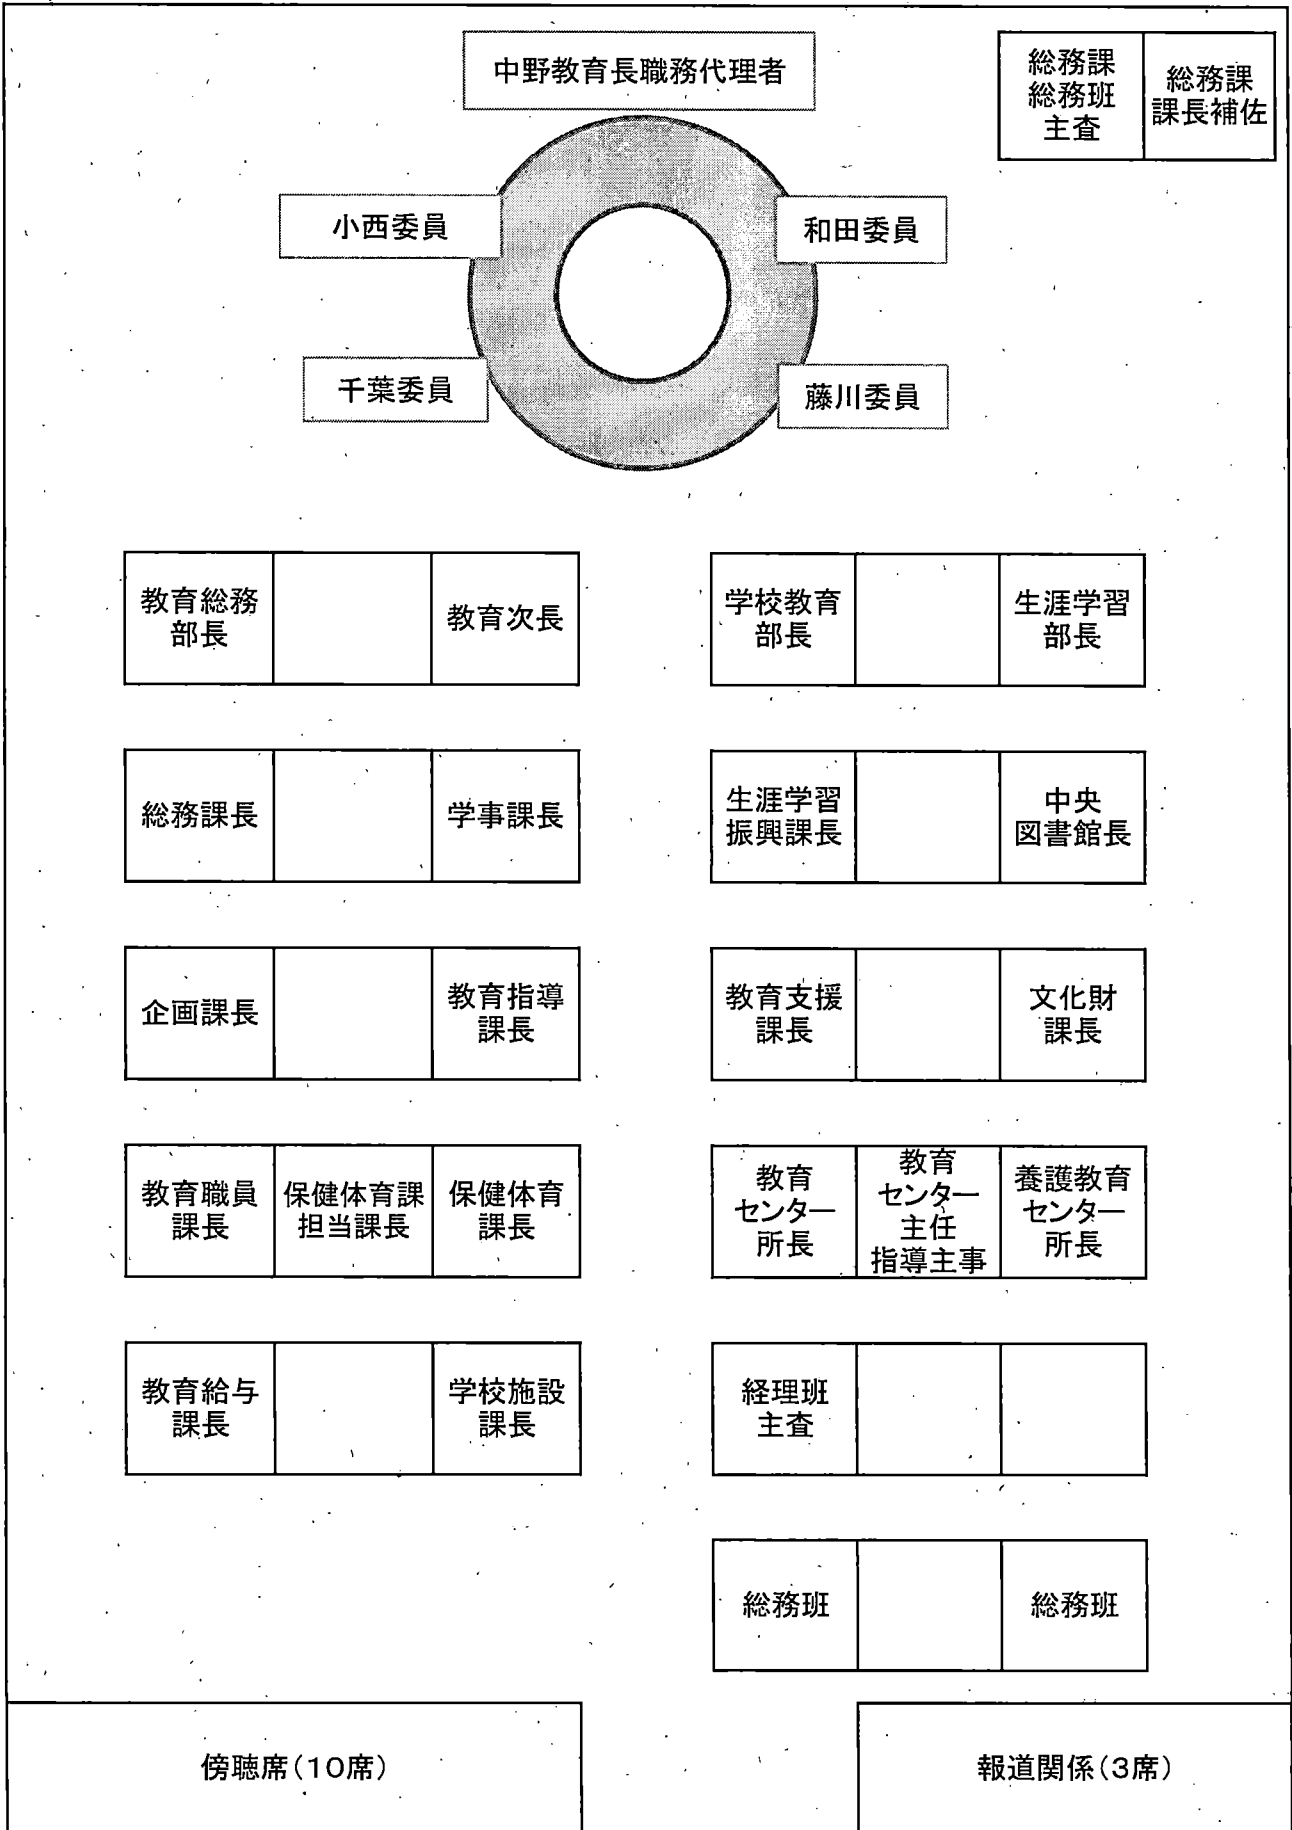 中野教育長職務代理者
総務課
総務班
主査
総務課
課長補佐
小西委員
和田委員
千葉委員
藤川委員
教育総務
部長
教育次長
学校教育
部長
生涯学習
部長
総務課長
学事課長
生涯学習
振興課長
中央
図書館長
企画課長
教育指導
課長
教育支援
課長
文化財
課長
教育職員
課長
保健体育課
担当課長
保健体育
課長
教育
センター
所長
教育
センター
主任
指導主事
養護教育
センター
所長
教育給与
課長
学校施設
課長
経理班
主査
総務班
総務班
傍聴席(10席)
報道関係(3席)